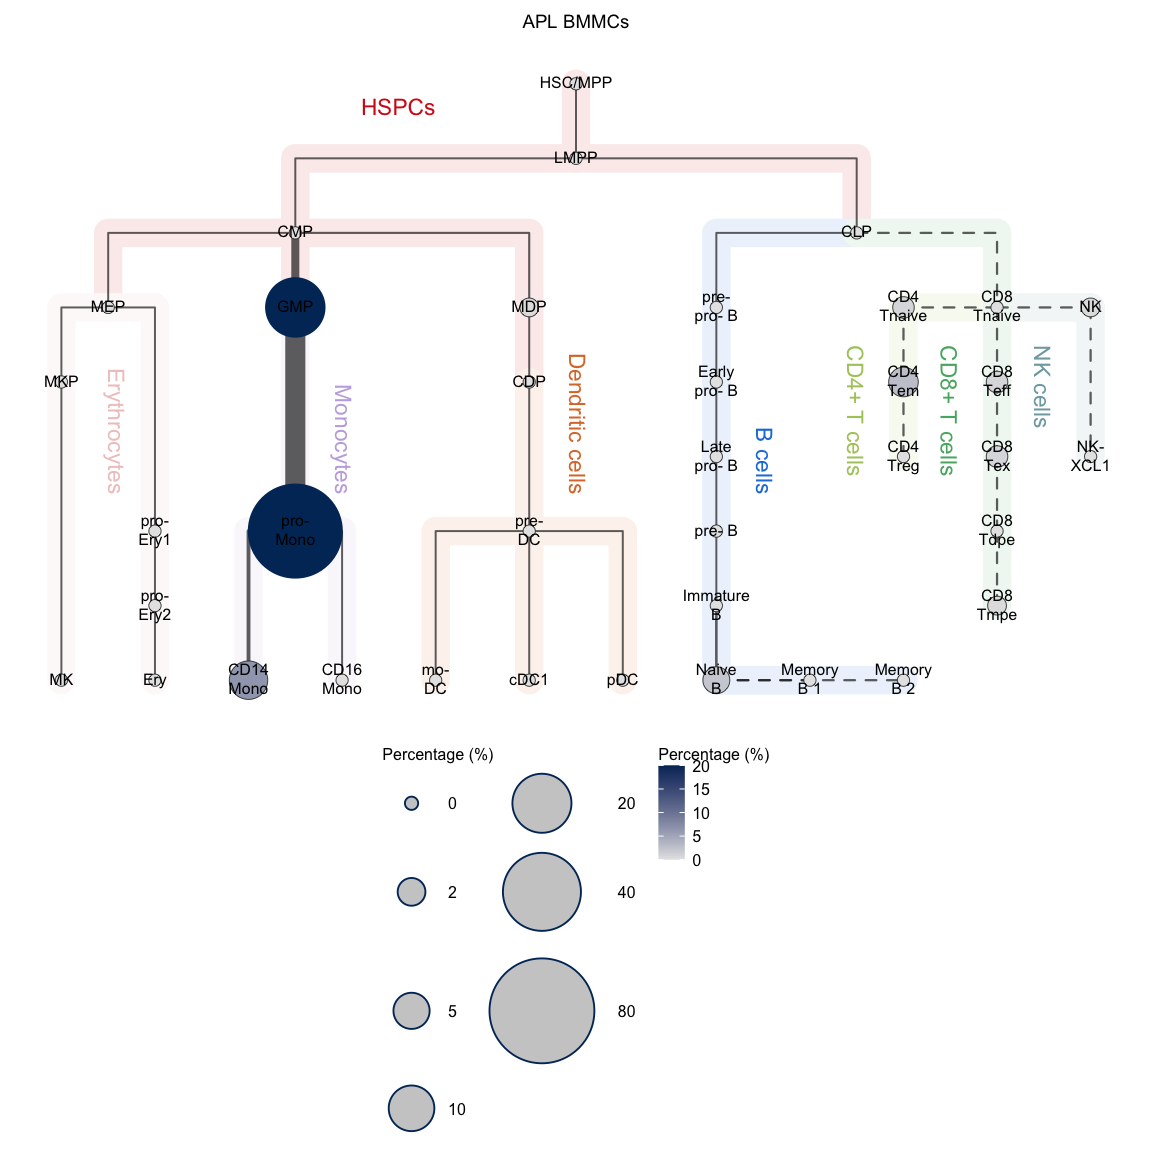 APL BMMCs
HSC/MPP
HSPCs
LMPP
CMP
CLP
MEP
GMP
MDP
pre-
pro- B
CD4
Tnaive
CD8
Tnaive
NK
MKP
CDP
Early
pro- B
CD4
Tem
CD8
Teff
Erythrocytes
Monocytes
Dendritic cells
B cells
CD4+ T cells
CD8+ T cells
NK cells
Late
pro- B
CD4
Treg
CD8
Tex
NK-
XCL1
pro-
Ery1
pro-
Mono
pre-
DC
pre- B
CD8
Tdpe
pro-
Ery2
Immature
B
CD8
Tmpe
MK
Ery
CD14
Mono
CD16
Mono
mo-
DC
cDC1
pDC
Naive
B
Memory
B 1
Memory
B 2
Percentage (%)
0
20
2
40
5
80
10
Percentage (%)
20
15
10
5
0